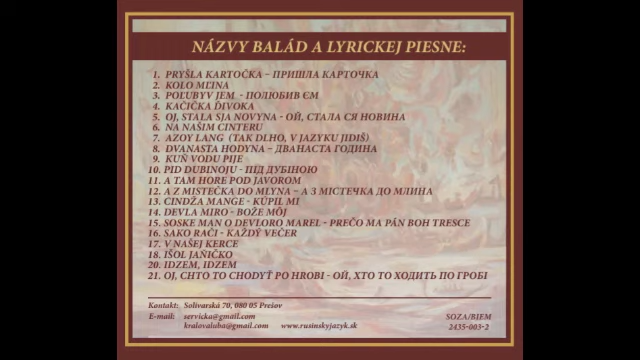 NÁZVY BALÁD A LYRICKEJ PIESNE:
1. PRYŠLA KARTOČKA – ПРИШЛА КАРТОЧКА
2. KOLO MLINA
3. POĽUBYV JEM - ПОЛЮБИВ ЄМ
4. KAČIČKA ĎIVOKA
5. OJ, STALA SJA NOVYNA - ОЙ, СТАЛА СЯ НОВИНА
6. NA NAŠIM CINTERU
7. AZOY LANG (TAK DLHO, V JAZYKU JIDIŠ)
8. DVANASTA HODYNA – ДВАНАСТА ГОДИНА
9. KUŇ VODU PIJE
10. PID DUBINOJU - ПІД ДУБІНОЮ
11. A TAM HORE POD JAVOROM
12. A Z MISTEČKA DO MLYNA – А З МІСТЕЧКА ДО МЛИНА
13. CINDŽA MANGE - KÚPIL MI
14. DEVLA MIRO - BOŽE MÔJ
15. SOSKE MAN O DEVLORO MAREL - PREČO MA PÁN BOH TRESCE
16. SAKO RAČI - KAŽDÝ VEČER
17. V NAŠEJ KERCE
18. IŠOL JAŇIČKO
20. IDZEM, IDZEM
21. OJ, CHTO TO CHODYŤ PO HROBI - ОЙ, ХТО ТО ХОДИТЬ ПО ГРОБІ
Kontakt: Solivarská 70, 080 05 Prešov
E-mail: servicka@gmail.com
kralovaluba@gmail.com www.rusinskyjazyk.sk
SOZA/BJEM
2435-003-2